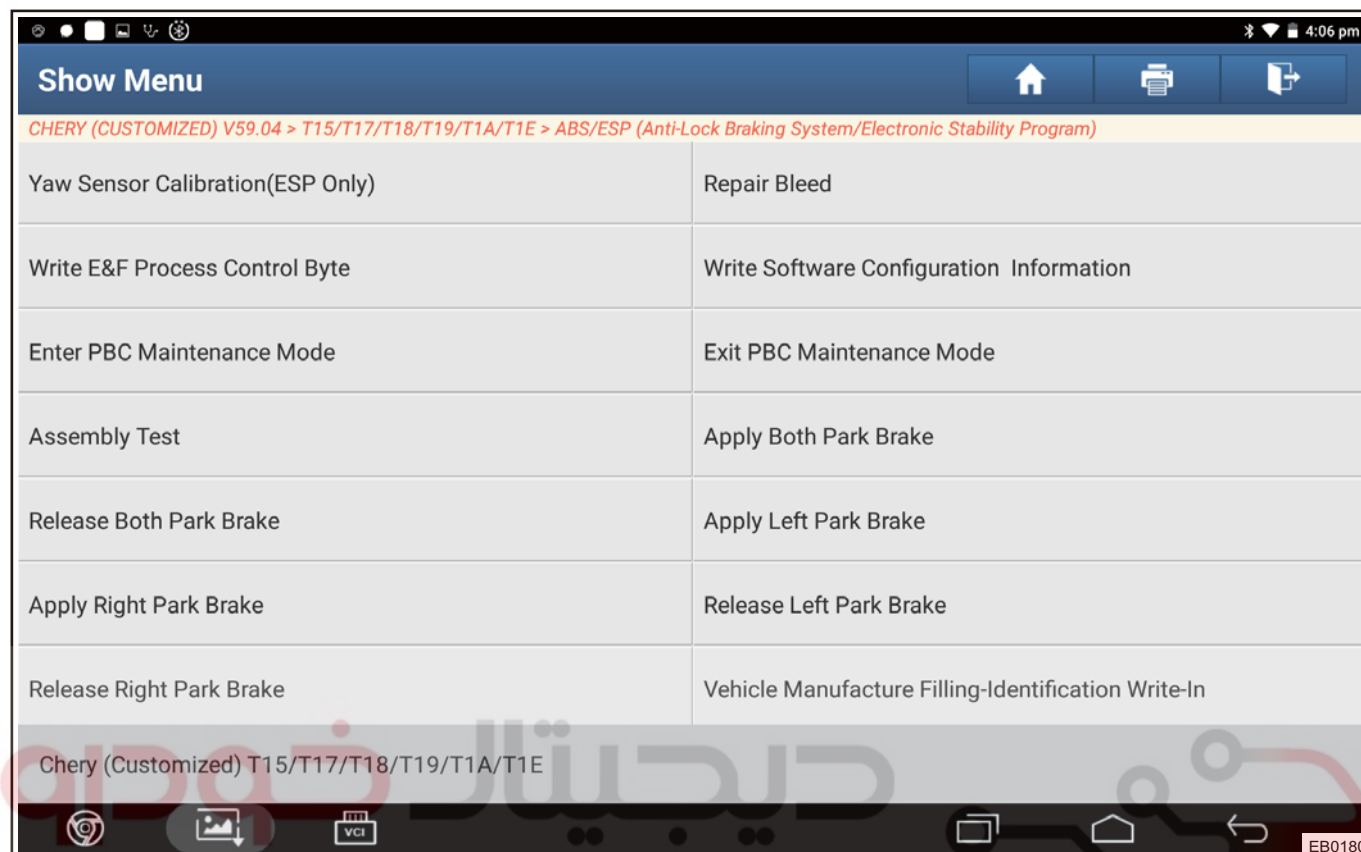 4:06 pm
Show Menu
CHERY (CUSTOMIZED) V59.04 > T15/T17/T18/T19/T1A/T1E > ABS/ESP (Anti-Lock Braking System/Electronic Stability Program)
Yaw Sensor Calibration(ESP Only)
Repair Bleed
Write E&F Process Control Byte
Write Software Configuration Information
Enter PBC Maintenance Mode
Exit PBC Maintenance Mode
Assembly Test
Apply Both Park Brake
Release Both Park Brake
Apply Left Park Brake
Apply Right Park Brake
Release Left Park Brake
Release Right Park Brake
Vehicle Manufacture Filling-Identification Write-In
Chery (Customized) T15/T17/T18/T19/T1A/T1E
دیجیتال خودرو
VCI
EB0180